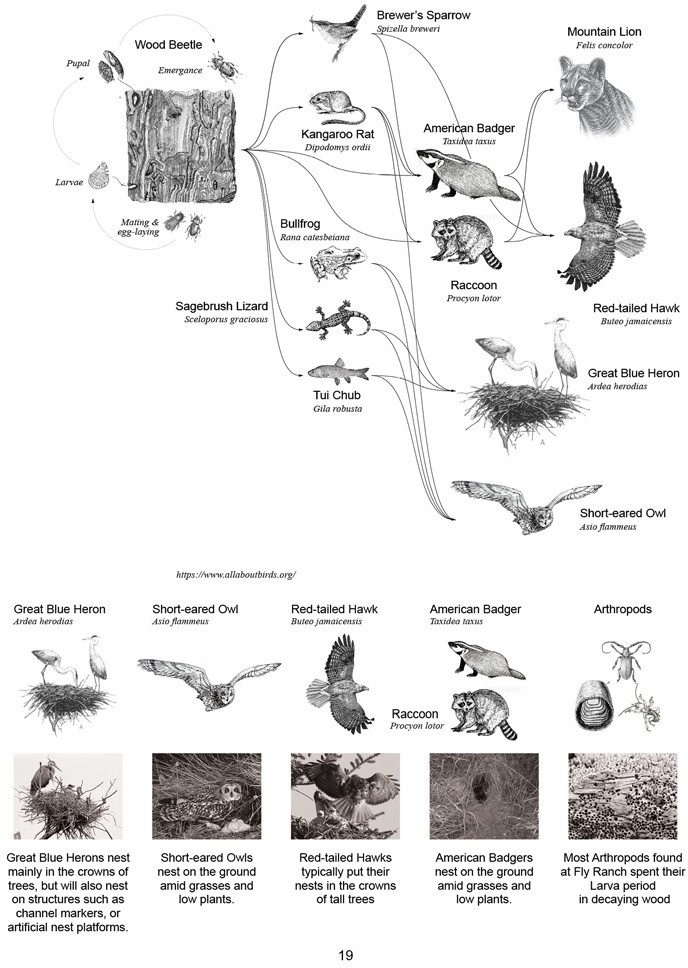 Brewer's Sparrow
Spizella breweri
Mountain Lion
Felis concolor
Wood Beetle
Pupal
Emergance
Kangaroo Rat
Dipodomys ordii
American Badger
Taxidea taxus
Larvae
Mating &
egg-laying
Bullfrog
Rana catesbeiana
Raccoon
Procyon lotor
Sagebrush Lizard
Sceloporus graciosus
Red-tailed Hawk
Buteo jamaicensis
Great Blue Heron
Ardea herodias
Tui Chub
Gila robusta
Short-eared Owl
Asio flammeus
https://www.allaboutbirds.org/
Great Blue Heron
Ardea herodias
Short-eared Owl
Asio flammeus
Red-tailed Hawk
Buteo jamaicensis
American Badger
Taxidea taxus
Arthropods
Raccoon
Procyon lotor
Great Blue Herons nest
mainly in the crowns of
trees, but will also nest
on structures such as
channel markers, or
artificial nest platforms.
Short-eared Owls
nest on the ground
amid grasses and
low plants.
Red-tailed Hawks
typically put their
nests in the crowns
of tall trees
American Badgers
nest on the ground
amid grasses and
low plants.
Most Arthropods found
at Fly Ranch spent their
Larva period
in decaying wood
19